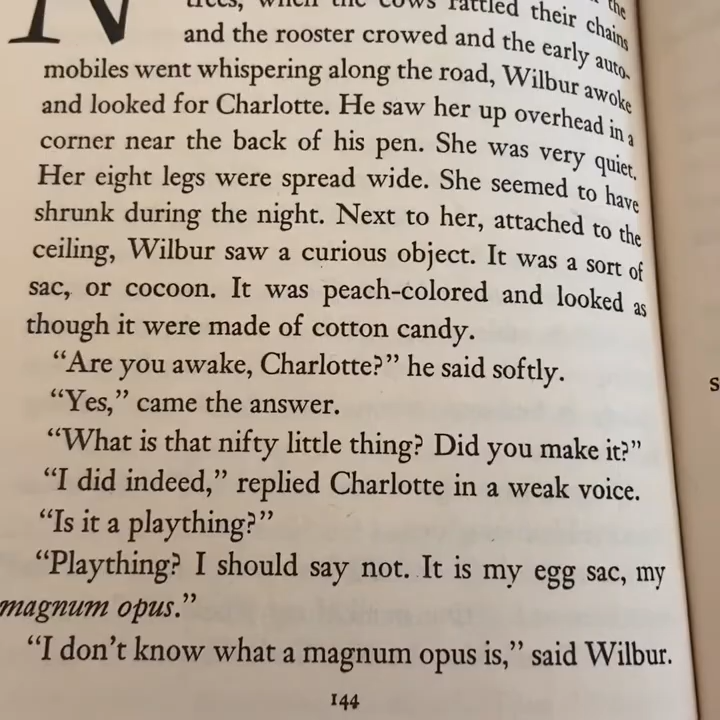 N
trees, when the cows rattled their chains
and the rooster crowed and the early auto-
mobiles went whispering along the road, Wilbur awoke
and looked for Charlotte. He saw her up overhead in a
corner near the back of his pen. She was very quiet.
Her eight legs were spread wide. She seemed to have
shrunk during the night. Next to her, attached to the
ceiling, Wilbur saw a curious object. It was a sort of
sac, or cocoon. It was peach-colored and looked as
though it were made of cotton candy.
“Are you awake, Charlotte?” he said softly.
“Yes,” came the answer.
“What is that nifty little thing? Did you make it?”
“I did indeed,” replied Charlotte in a weak voice.
“Is it a plaything?”
“Plaything? I should say not. It is my egg sac, my
magnum opus.”
“I don’t know what a magnum opus is,” said Wilbur.
144